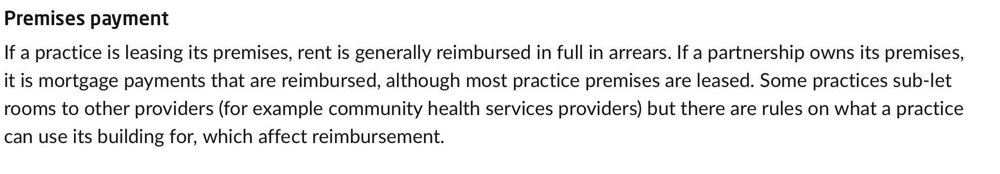 Premises payment
If a practice is leasing its premises, rent is generally reimbursed in full in arrears. If a partnership owns its premises,
it is mortgage payments that are reimbursed, although most practice premises are leased. Some practices sub-let
rooms to other providers (for example community health services providers) but there are rules on what a practice
can use its building for, which affect reimbursement.